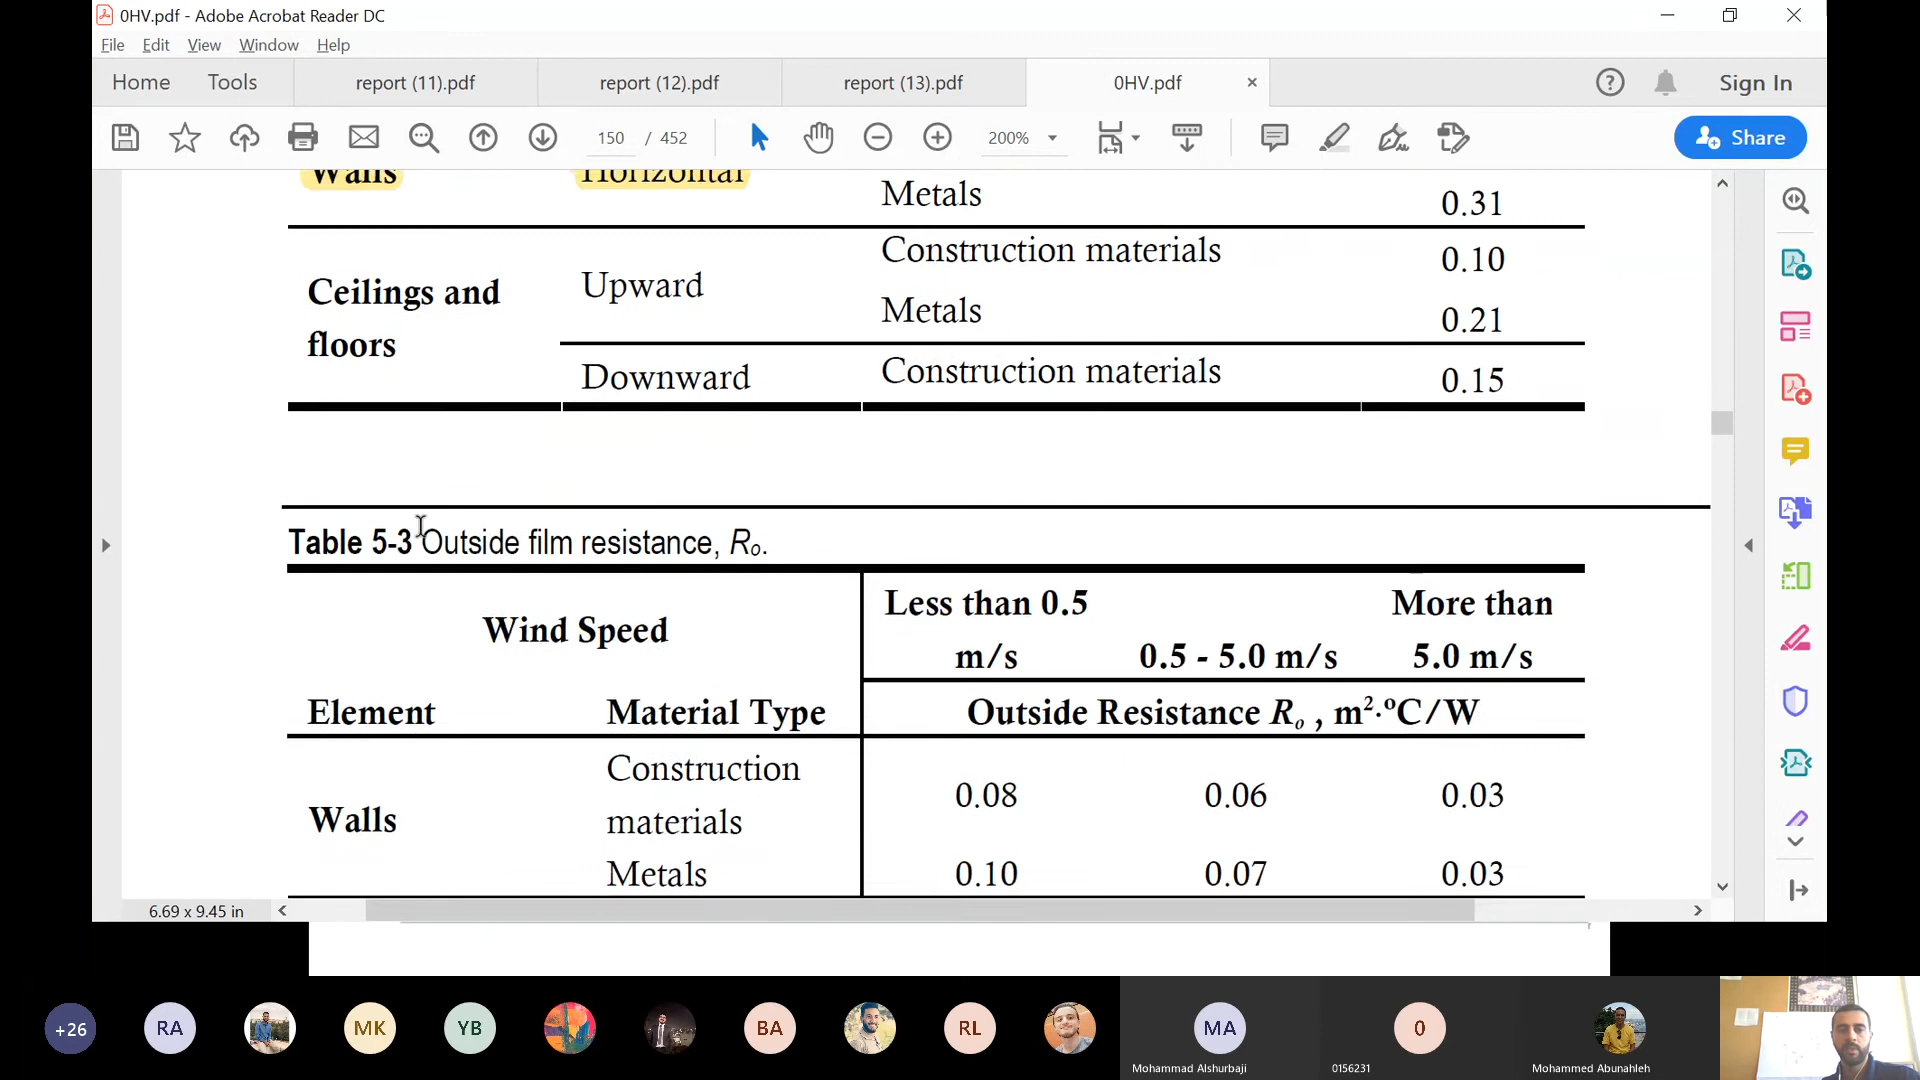 0HV.pdf - Adobe Acrobat Reader DC
File Edit View Window Help
Home Tools report (11).pdf report (12).pdf report (13).pdf 0HV.pdf × ? Sign In
150 / 452 200% Share
Walls Horizontal Metals 0.31
Construction materials 0.10
Upward
Ceilings and
Metals 0.21
floors
Downward Construction materials 0.15
Table 5-3 Outside film resistance, Ro.
Less than 0.5 More than
Wind Speed
m/s 0.5 - 5.0 m/s 5.0 m/s
Element Material Type Outside Resistance Ro , m²·ºC/W
Construction
0.08 0.06 0.03
Walls materials
Metals 0.10 0.07 0.03
6.69 x 9.45 in
+26 RA MK YB BA RL MA 0
Mohammad Alshurbaji 0156231 Mohammed Abunahleh